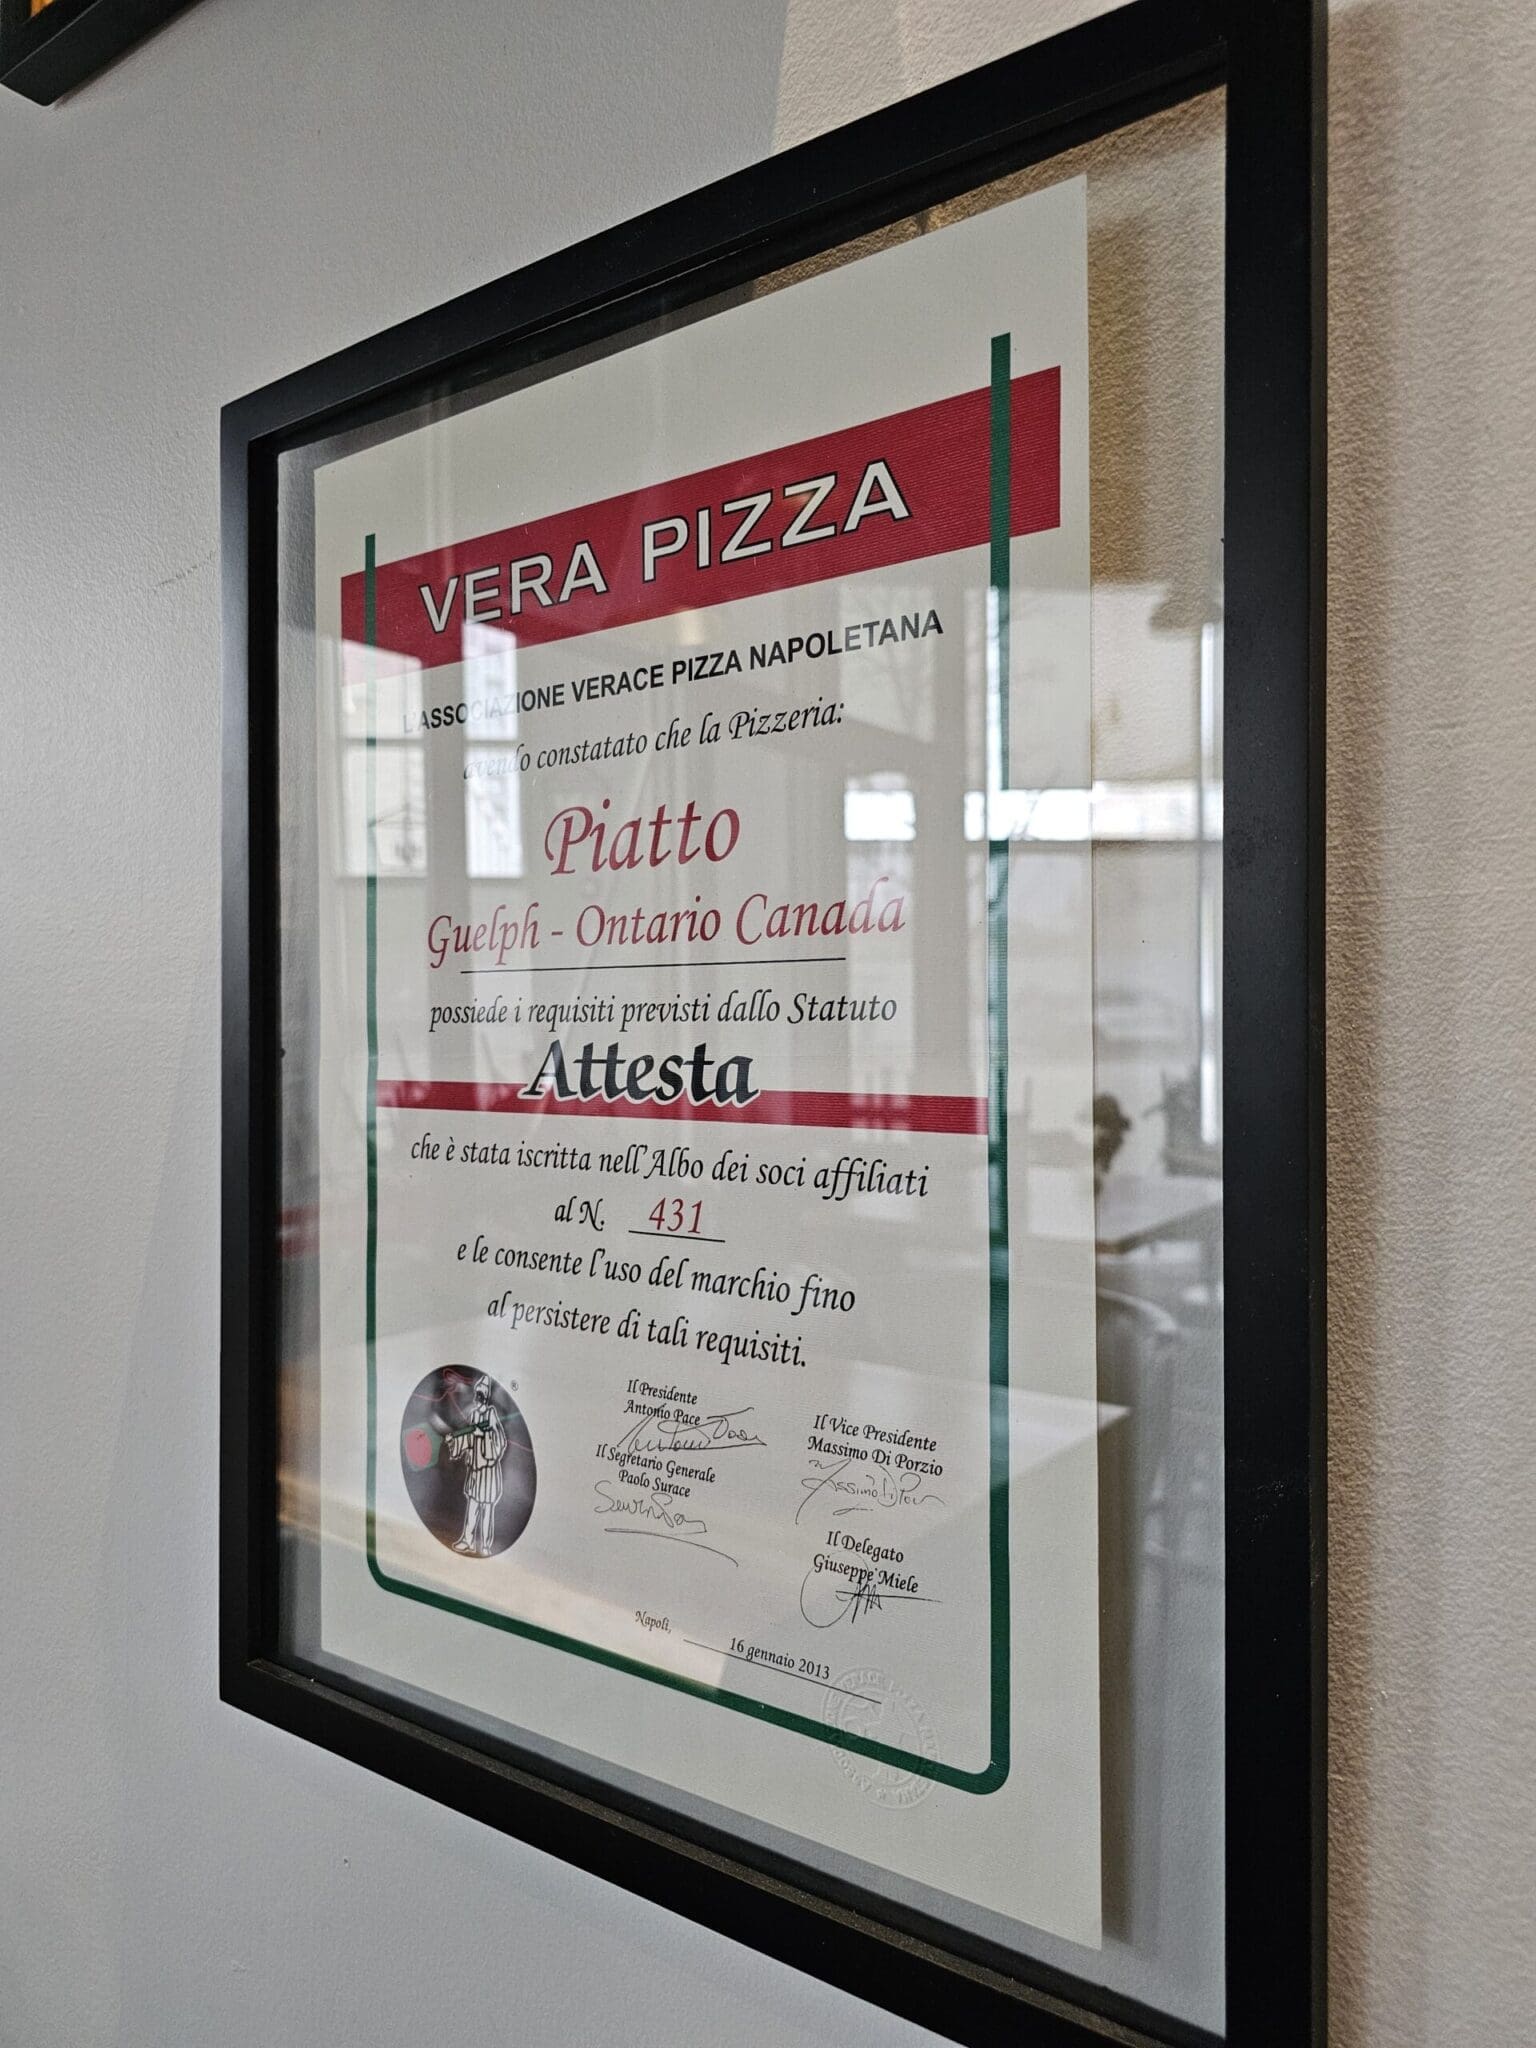 VERA PIZZA
L'ASSOCIAZIONE VERACE PIZZA NAPOLETANA
avendo constatato che la Pizzeria:
Piatto
Guelph - Ontario Canada
possiede i requisiti previsti dallo Statuto
Attesta
che è stata iscritta nell'Albo dei soci affiliati
al N. 431
e le consente l'uso del marchio fino
al persistere di tali requisiti.
®
Il Presidente
Antonio Pace
Il Segretario Generale
Paolo Surace
Il Vice Presidente
Massimo Di Porzio
Il Delegato
Giuseppe Miele
Napoli, 16 gennaio 2013